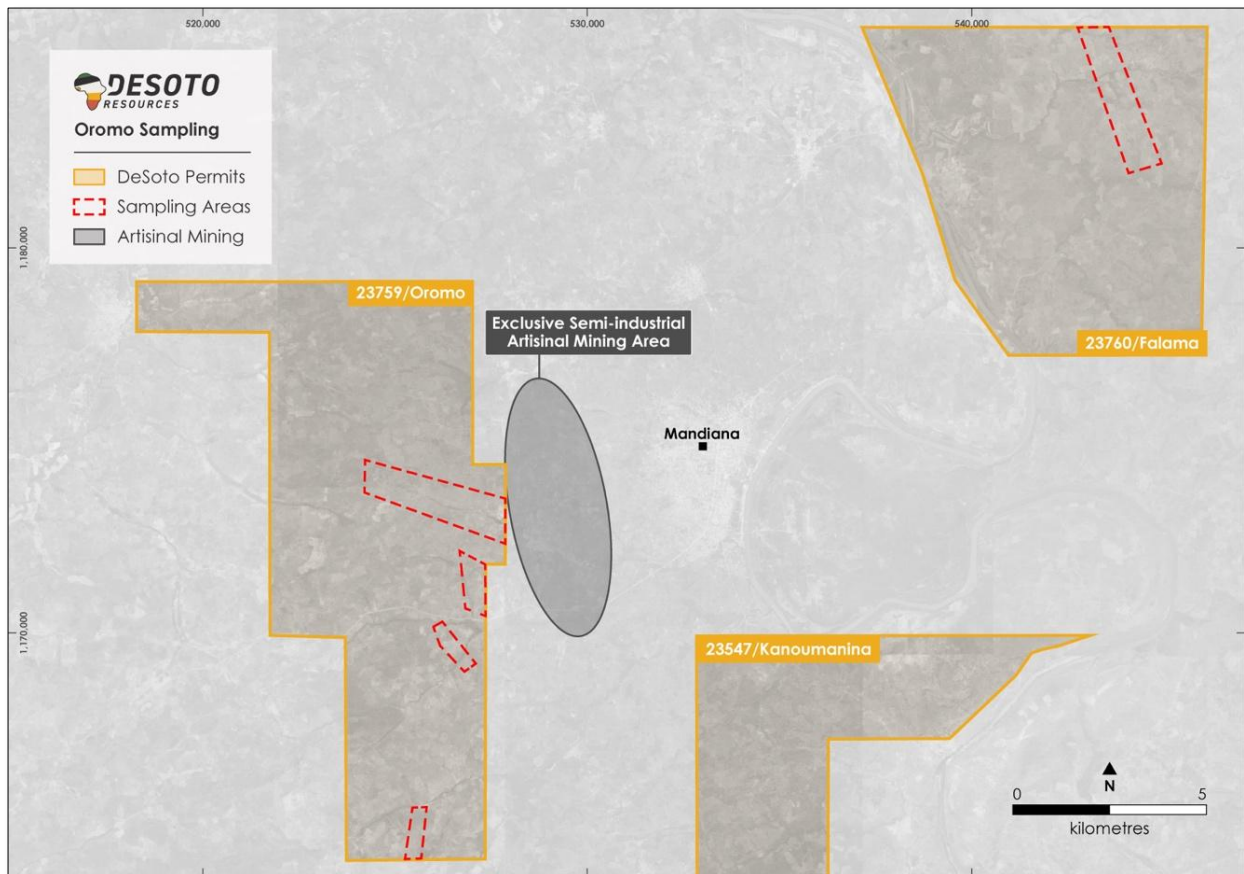 520,000
530,000
540,000
DESOTO
RESOURCES
Oromo Sampling
DeSoto Permits
Sampling Areas
Artisinal Mining
1,180,000
23759/Oromo
Exclusive Semi-industrial
Artisinal Mining Area
23760/Falama
Mandiana
1,170,000
23547/Kanoumanina
N
0
5
kilometres